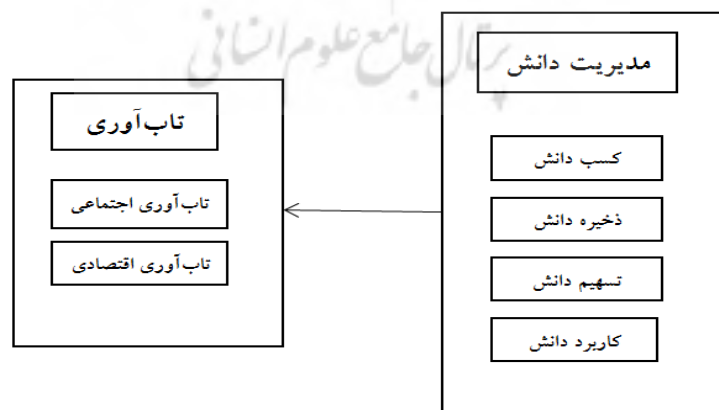 پرتال جامع علوم انسانی
مدیریت دانش
کسب دانش
ذخیره دانش
تسهیم دانش
کاربرد دانش
تاب‌آوری
تاب‌آوری اجتماعی
تاب‌آوری اقتصادی